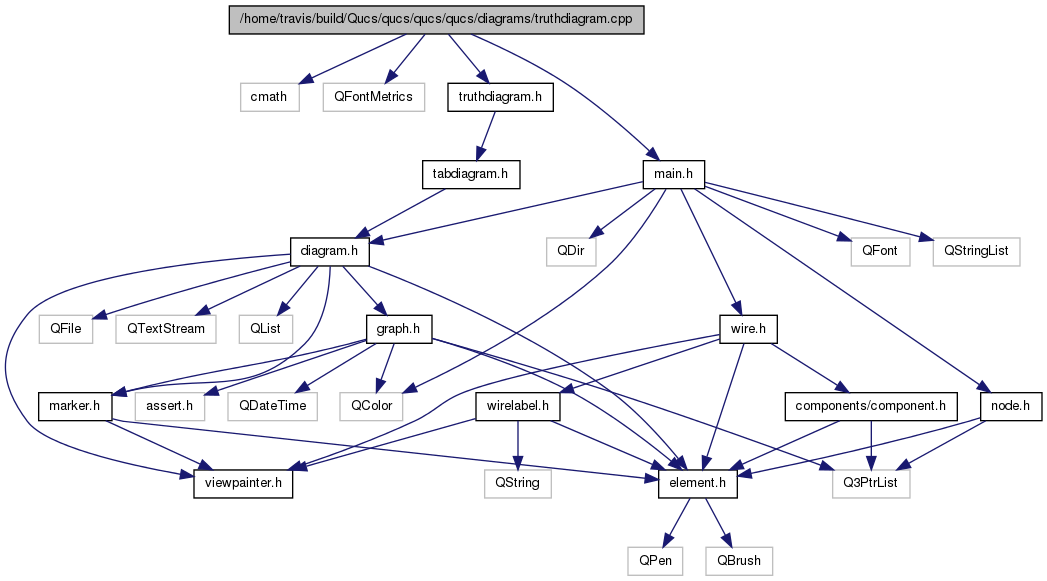 /home/travis/build/Qucs/qucs/qucs/qucs/diagrams/truthdiagram.cpp
cmath
QFontMetrics
truthdiagram.h
tabdiagram.h
main.h
diagram.h
QDir
QFont
QStringList
QFile
QTextStream
QList
graph.h
wire.h
marker.h
assert.h
QDateTime
QColor
wirelabel.h
components/component.h
node.h
viewpainter.h
QString
element.h
Q3PtrList
QPen
QBrush